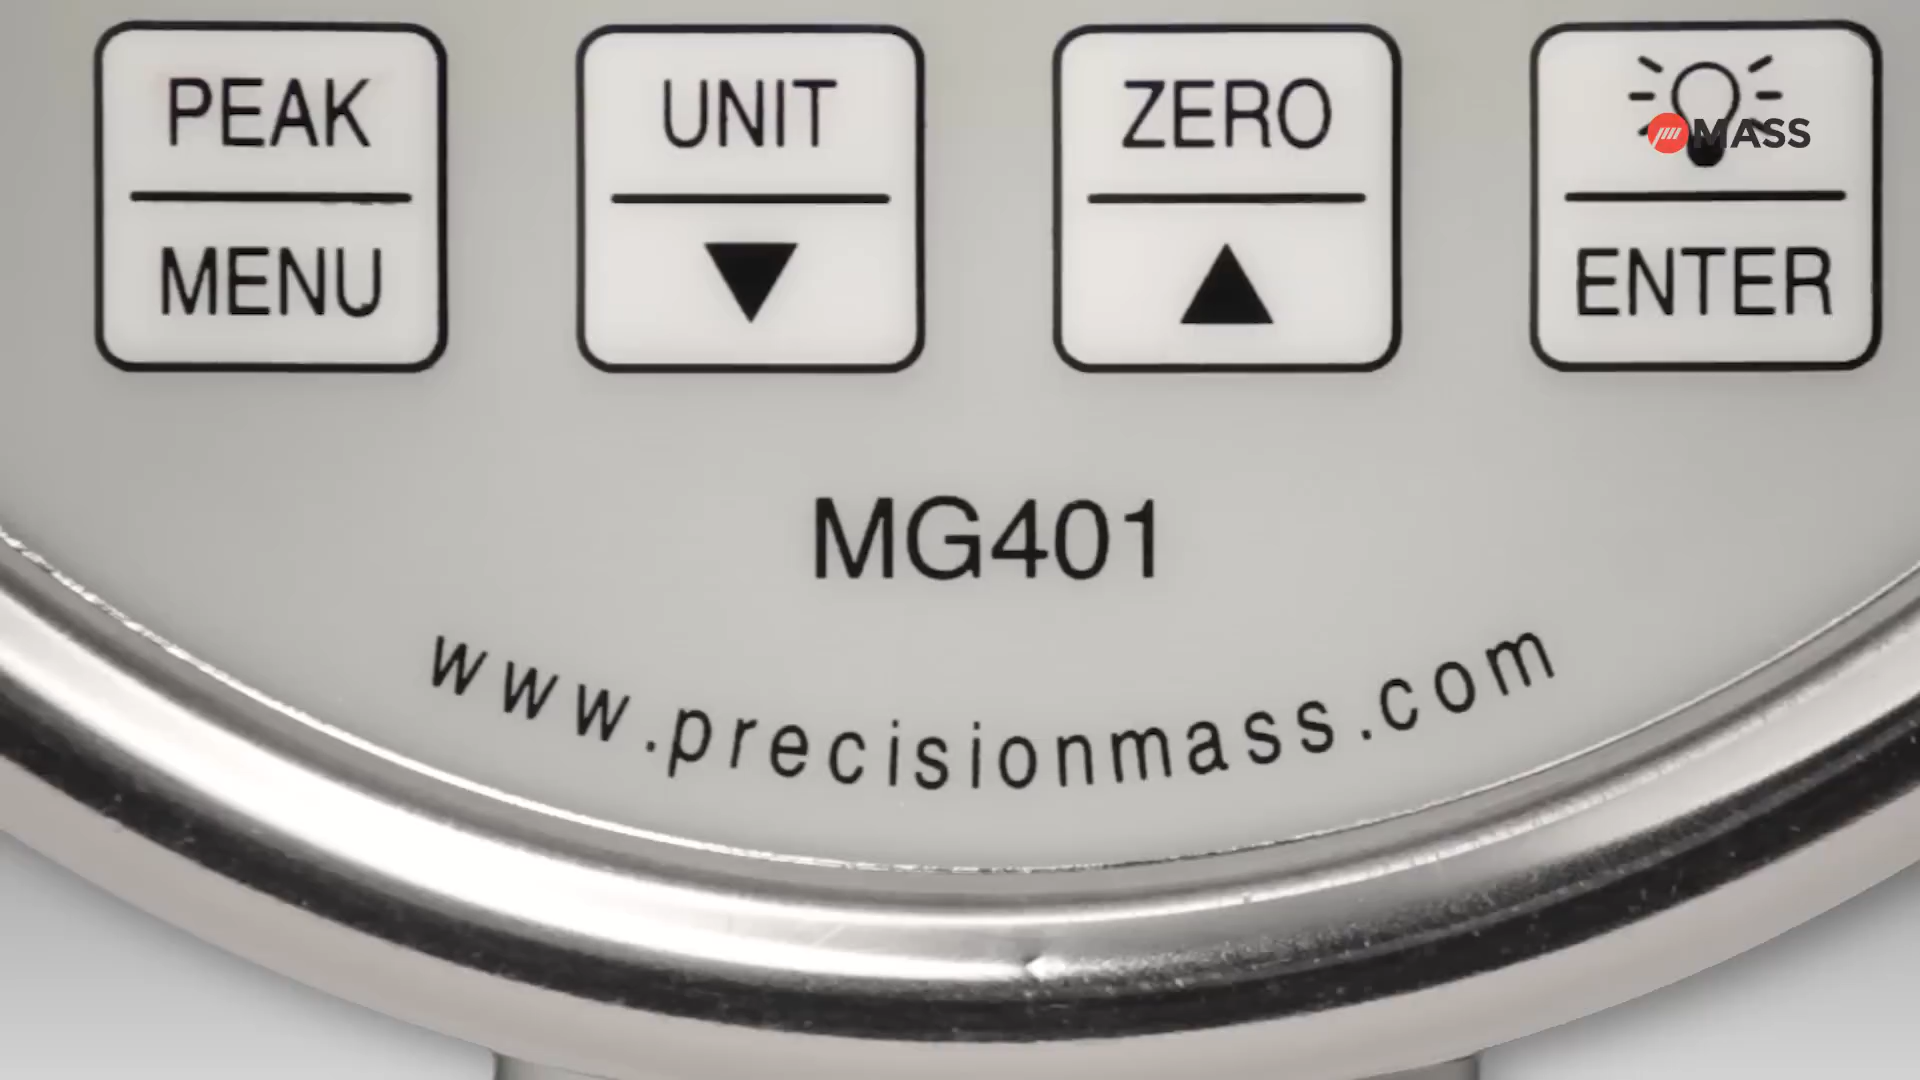 PEAK
MENU
UNIT
ZERO
ENTER
MASS
MG401
www.precisionmass.com